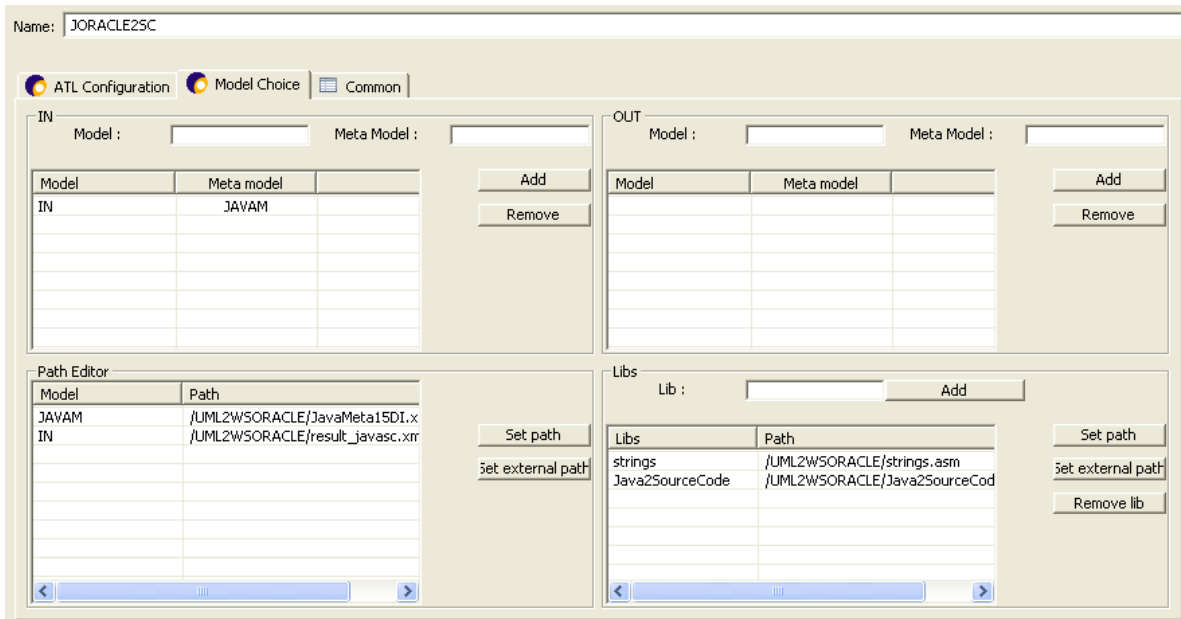 Name: JORACLE2SC
ATL Configuration Model Choice Common
IN
Model : Meta Model :
Add
Model Meta model
IN JAVAM
Remove
OUT
Model : Meta Model :
Add
Model Meta model
Remove
Path Editor
Model Path
JAVAM /UML2WSORACLE/JavaMeta15DI.x
IN /UML2WSORACLE/result_javasc.xm
Set path
Set external path
Libs
Lib : Add
Libs Path
strings /UML2WSORACLE/strings.asm
Java2SourceCode /UML2WSORACLE/Java2SourceCod
Set path
Set external path
Remove lib